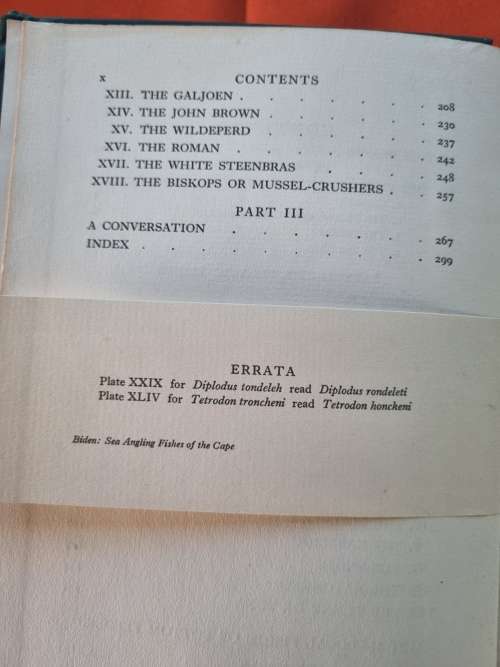 x CONTENTS
XIII. THE GALJOEN . . . . . . . 208
XIV. THE JOHN BROWN . . . . . . 230
XV. THE WILDEPERD . . . . . . 237
XVI. THE ROMAN . . . . . . 242
XVII. THE WHITE STEENBRAS . . . . 248
XVIII. THE BISKOPS OR MUSSEL-CRUSHERS . . 257
PART III
A CONVERSATION . . . . . . 267
INDEX . . . . . . . . . 299
ERRATA
Plate XXIX for Diplodus tondeleh read Diplodus rondeleti
Plate XLIV for Tetrodon troncheni read Tetrodon honckeni
Biden: Sea Angling Fishes of the Cape